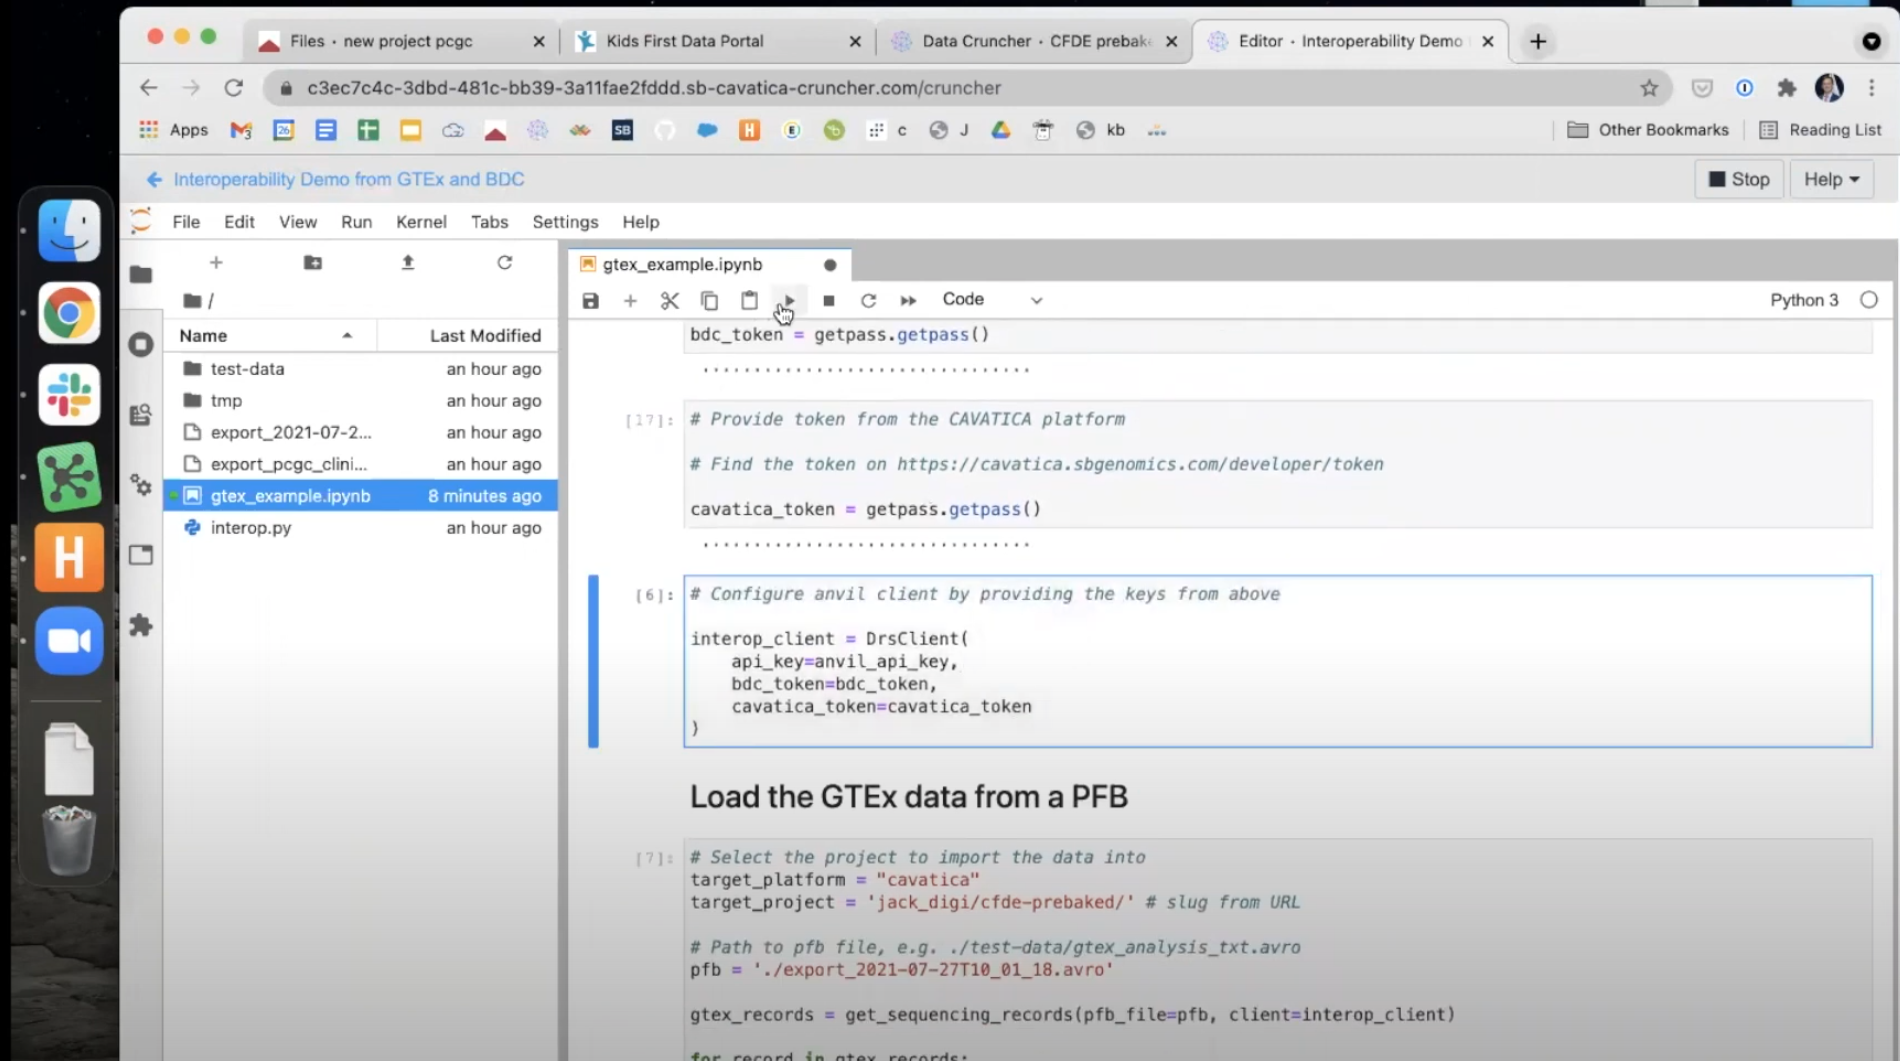 Files · new project pcgc
Kids First Data Portal
Data Cruncher · CFDE prebake
Editor · Interoperability Demo
c3ec7c4c-3dbd-481c-bb39-3a11fae2fddd.sb-cavatica-cruncher.com/cruncher
Apps
26
SB
H
E
c
J
kb
Other Bookmarks
Reading List
Interoperability Demo from GTEx and BDC
Stop
Help
File Edit View Run Kernel Tabs Settings Help
gtex_example.ipynb
Code
Python 3
/
Name Last Modified
test-data an hour ago
tmp an hour ago
export_2021-07-2... an hour ago
export_pcgc_clini... an hour ago
gtex_example.ipynb 8 minutes ago
interop.py an hour ago
H
bdc_token = getpass.getpass()
................................
[17]: # Provide token from the CAVATICA platform
# Find the token on https://cavatica.sbgenomics.com/developer/token
cavatica_token = getpass.getpass()
................................
[6]: # Configure anvil client by providing the keys from above
interop_client = DrsClient(
api_key=anvil_api_key,
bdc_token=bdc_token,
cavatica_token=cavatica_token
)
Load the GTEx data from a PFB
[7]: # Select the project to import the data into
target_platform = "cavatica"
target_project = 'jack_digi/cfde-prebaked/' # slug from URL
# Path to pfb file, e.g. ./test-data/gtex_analysis_txt.avro
pfb = './export_2021-07-27T10_01_18.avro'
gtex_records = get_sequencing_records(pfb_file=pfb, client=interop_client)
for record in gtex_records: